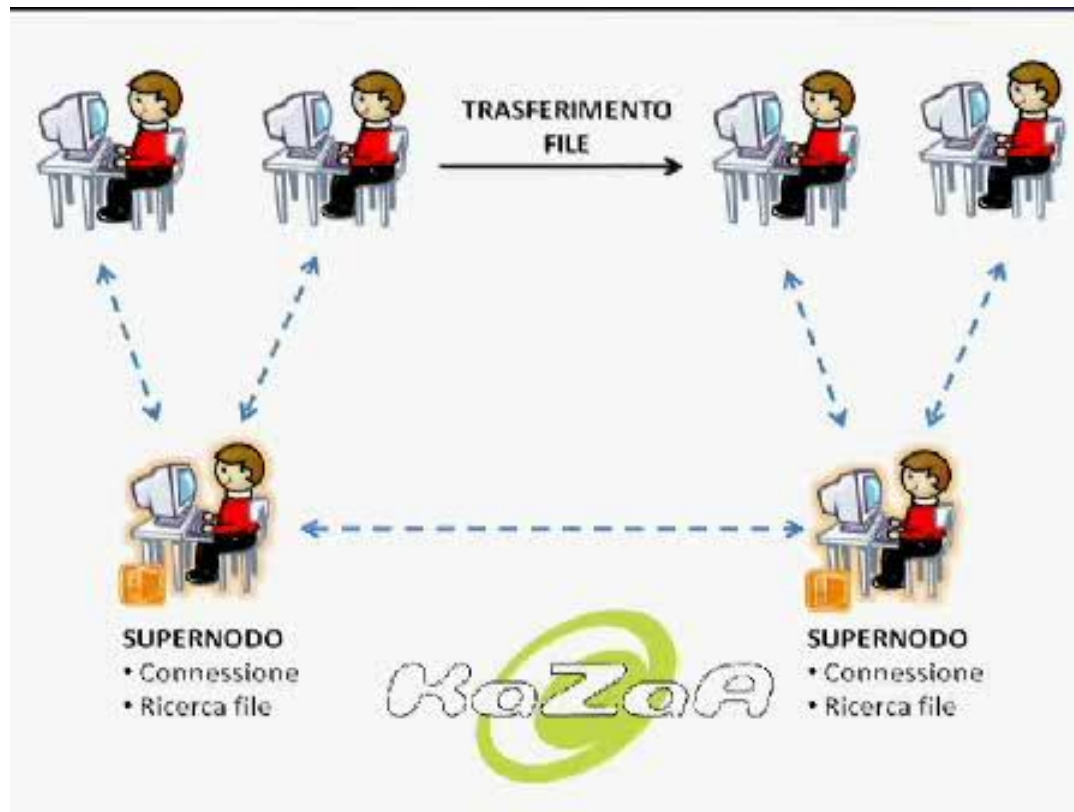 TRASFERIMENTO
FILE
SUPERNODO
• Connessione
• Ricerca file
KaZaA
SUPERNODO
• Connessione
• Ricerca file